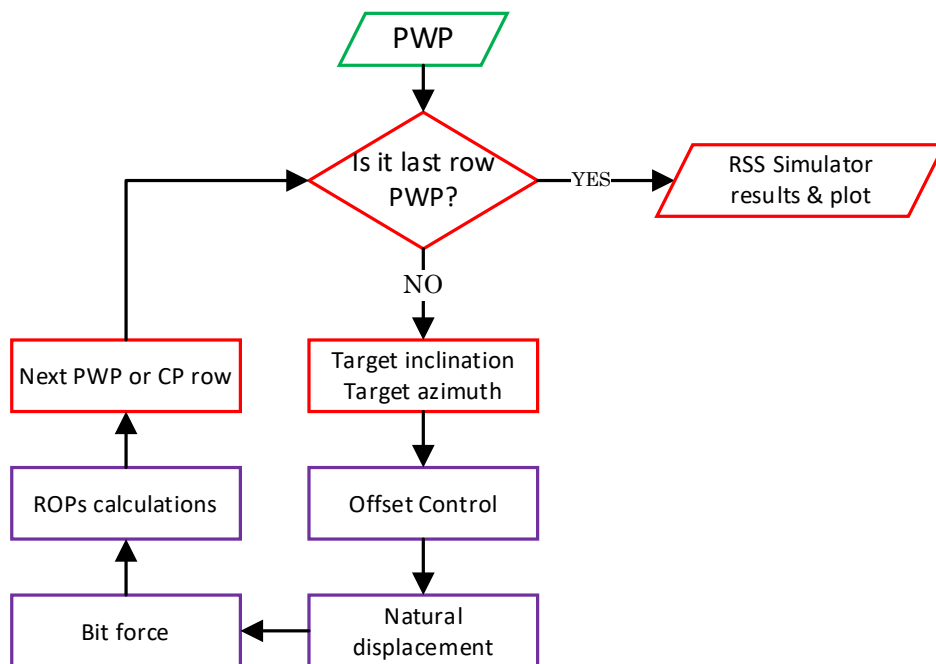 PWP
Is it last row
PWP?
YES
RSS Simulator
results & plot
NO
Next PWP or CP row
Target inclination
Target azimuth
ROPs calculations
Offset Control
Bit force
Natural
displacement